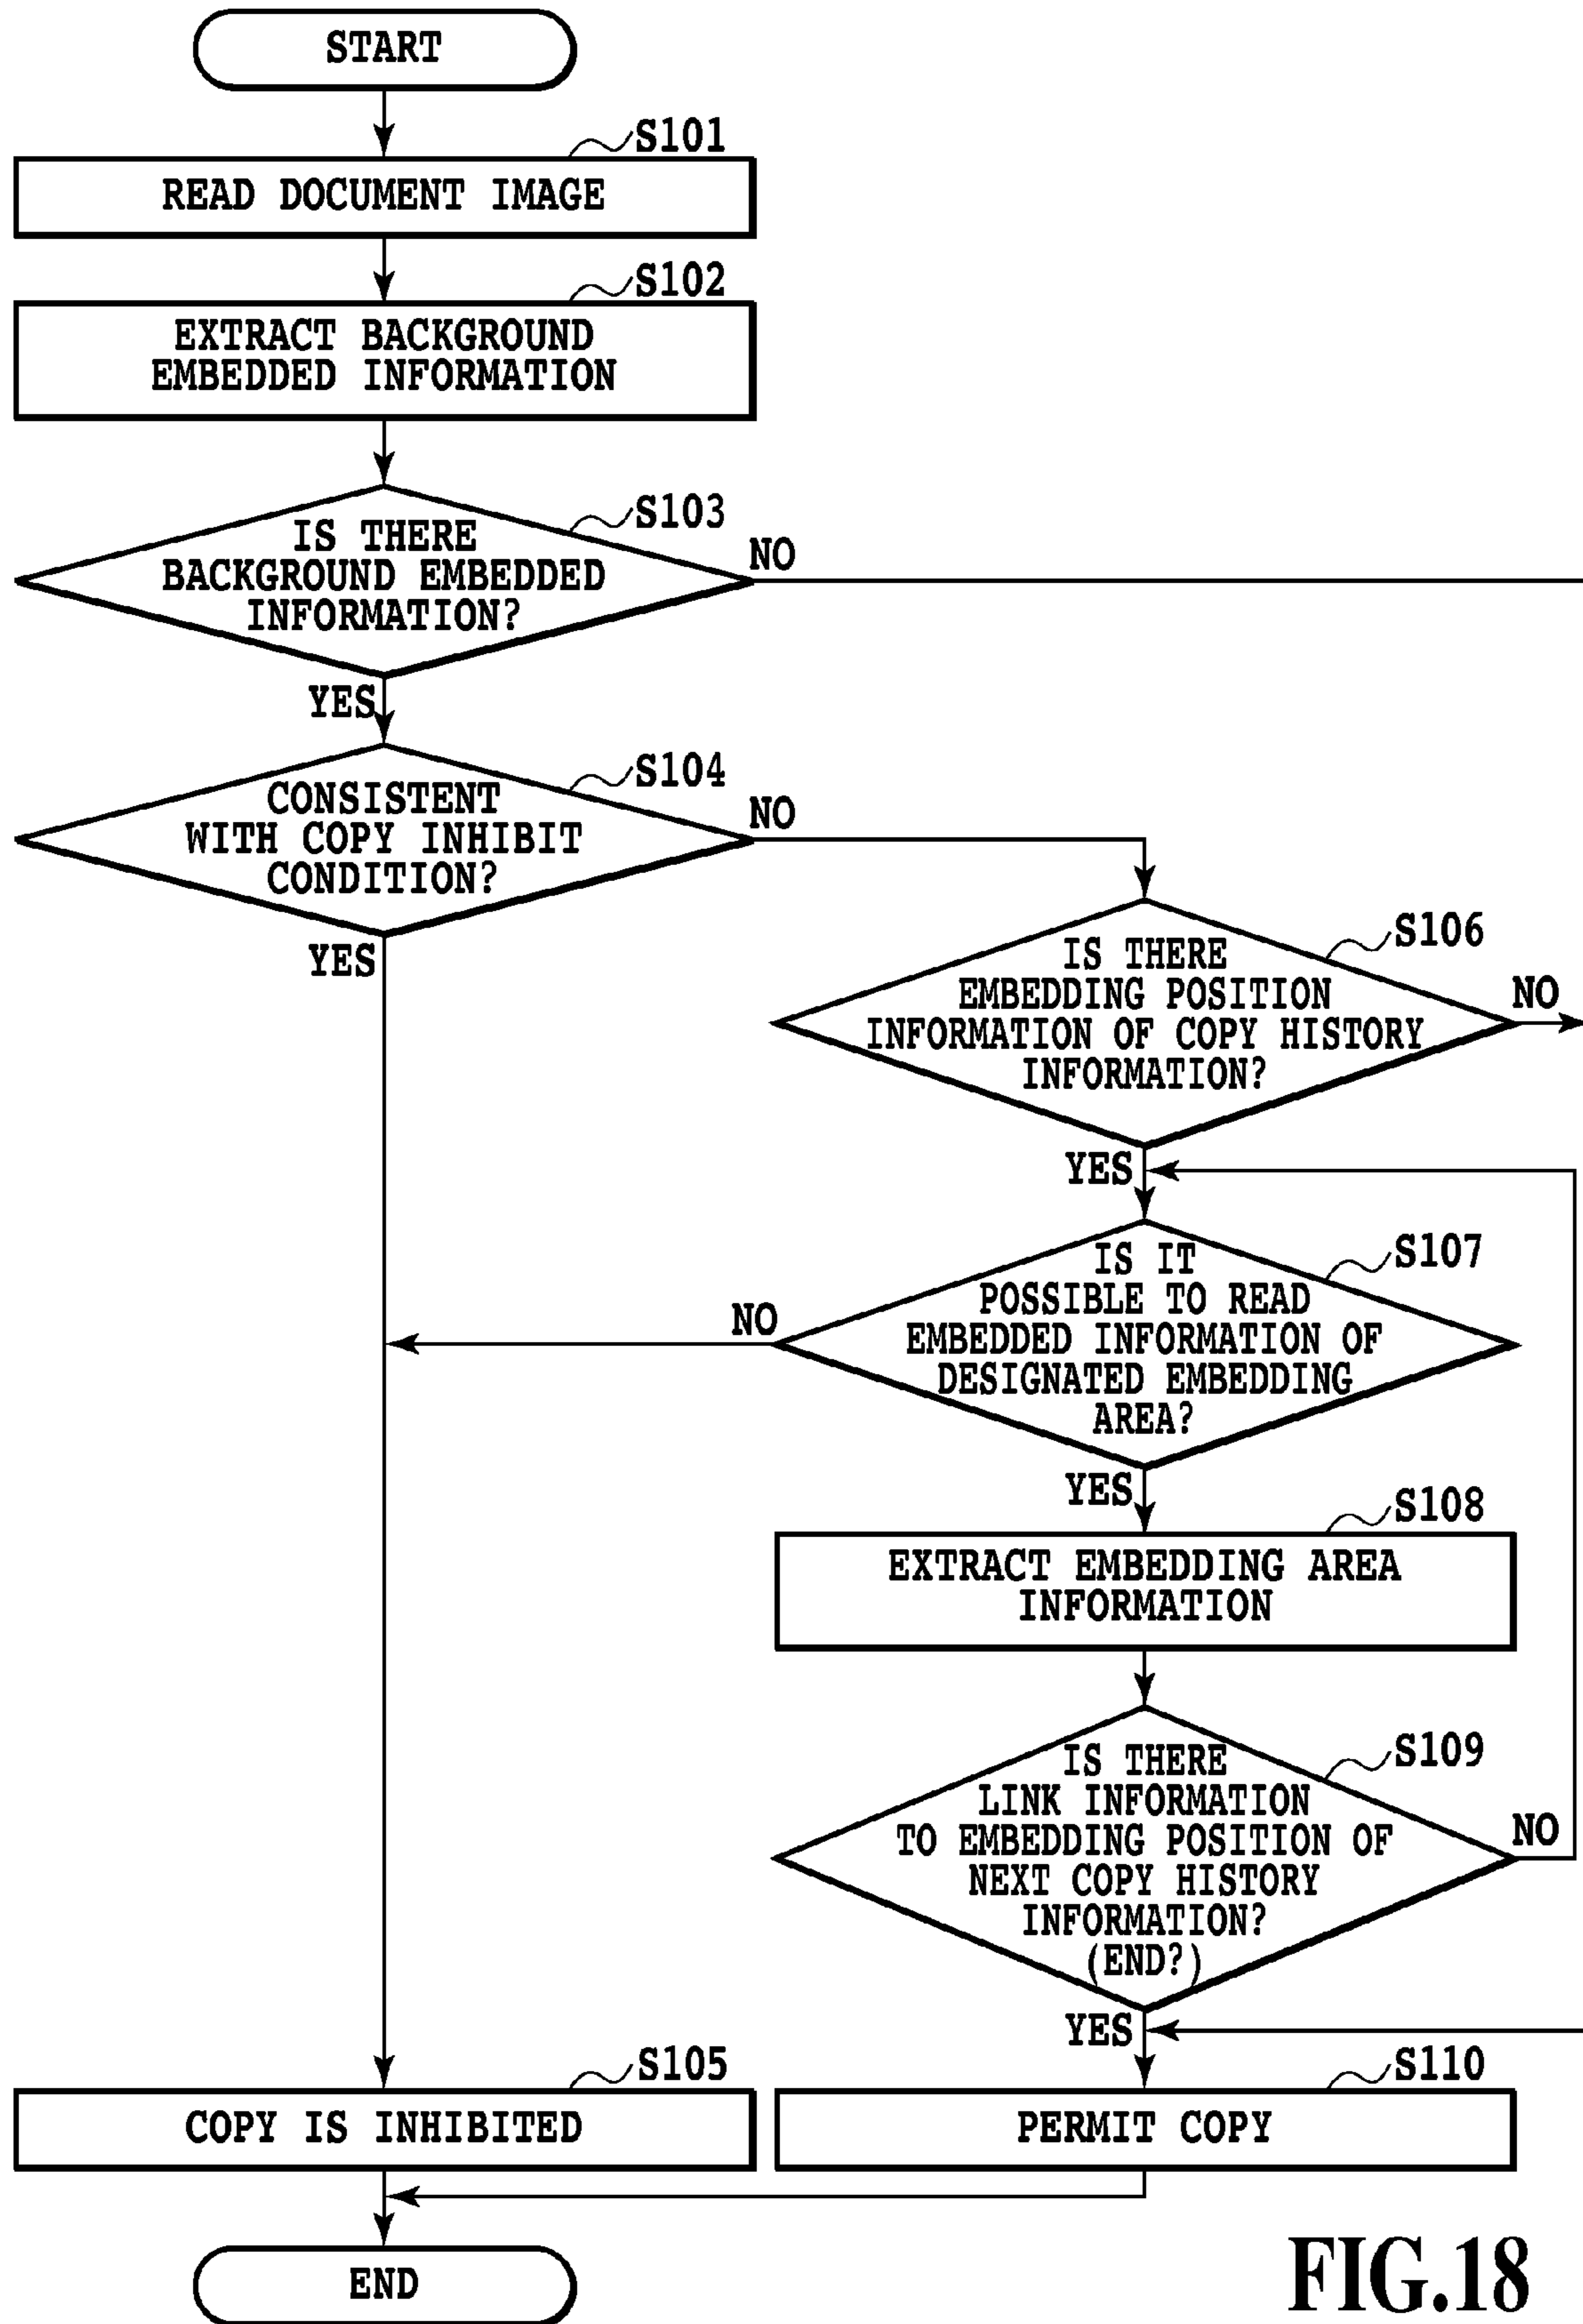 START
S101
READ DOCUMENT IMAGE
S102
EXTRACT BACKGROUND
EMBEDDED INFORMATION
S103
IS THERE
BACKGROUND EMBEDDED
INFORMATION?
NO
YES
S104
CONSISTENT
WITH COPY INHIBIT
CONDITION?
NO
YES
S106
IS THERE
EMBEDDING POSITION
INFORMATION OF COPY HISTORY
INFORMATION?
NO
YES
S107
IS IT
POSSIBLE TO READ
EMBEDDED INFORMATION OF
DESIGNATED EMBEDDING
AREA?
NO
YES
S108
EXTRACT EMBEDDING AREA
INFORMATION
S109
IS THERE
LINK INFORMATION
TO EMBEDDING POSITION OF
NEXT COPY HISTORY
INFORMATION?
(END?)
NO
YES
S105
COPY IS INHIBITED
S110
PERMIT COPY
END
FIG.18